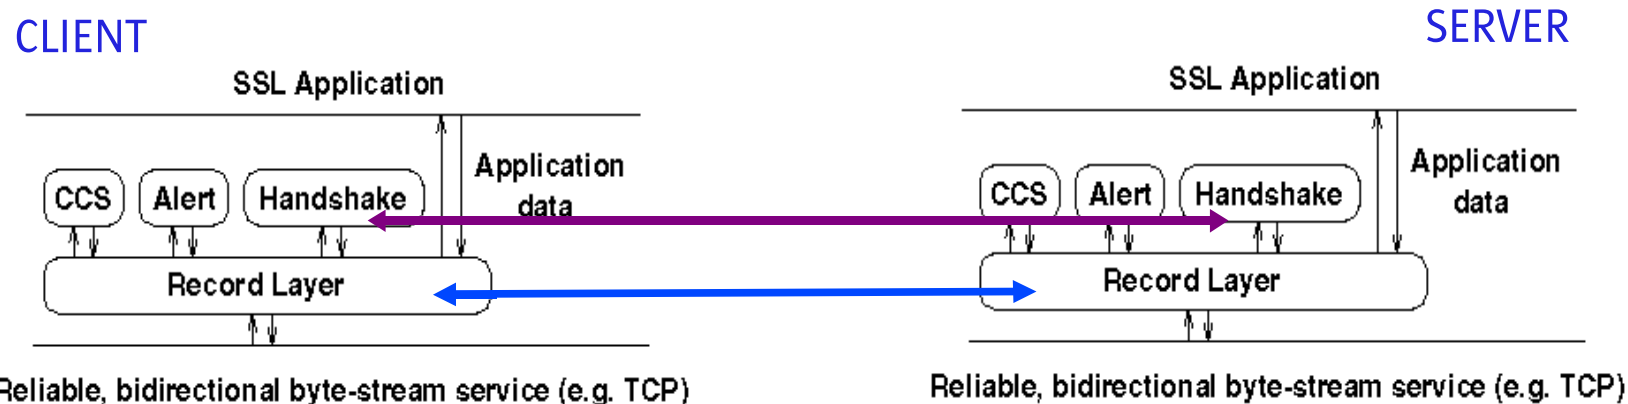 CLIENT
SERVER
SSL Application
SSL Application
Application
data
Application
data
CCS
Alert
Handshake
CCS
Alert
Handshake
Record Layer
Record Layer
Reliable, bidirectional byte-stream service (e.g. TCP)
Reliable, bidirectional byte-stream service (e.g. TCP)